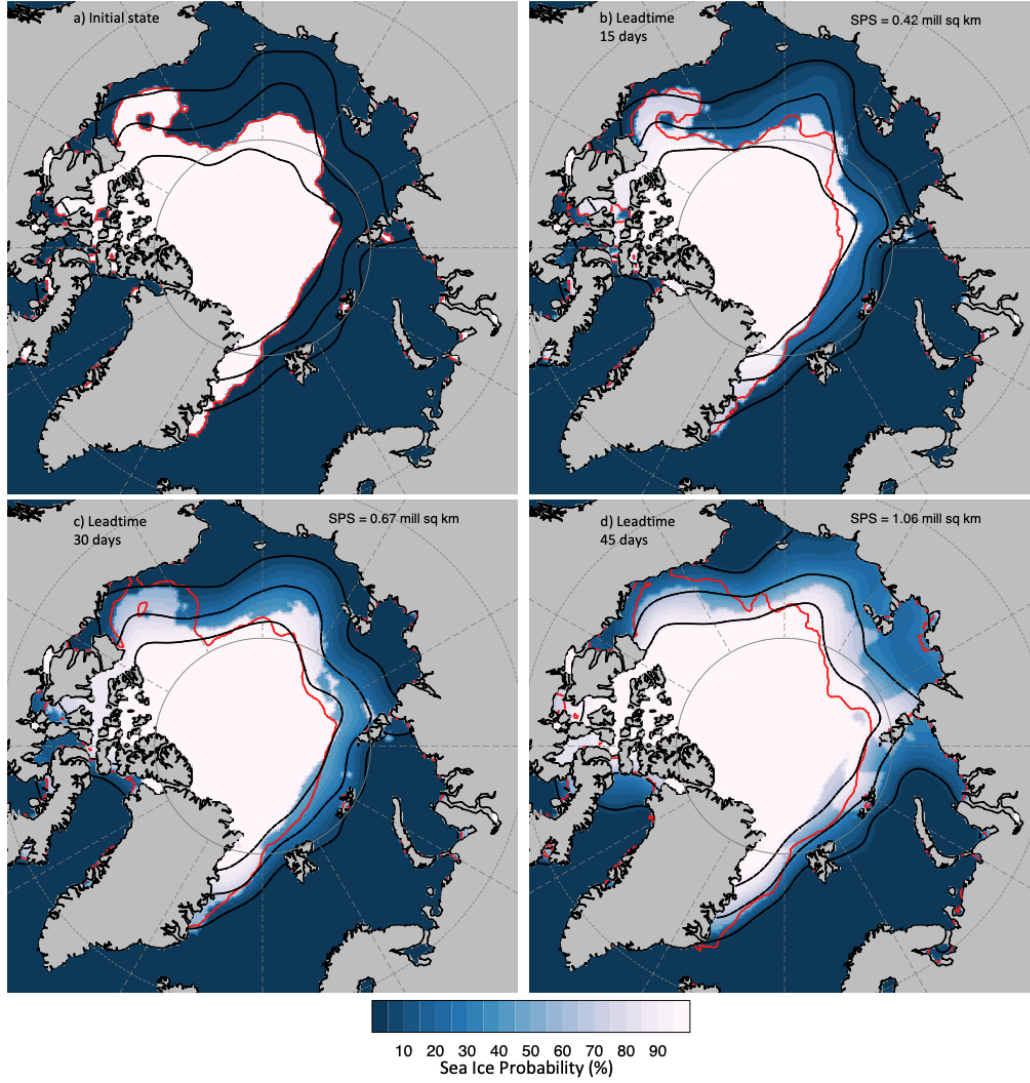 a) Initial state
b) Leadtime
15 days
SPS = 0.42 mill sq km
c) Leadtime
30 days
SPS = 0.67 mill sq km
d) Leadtime
45 days
SPS = 1.06 mill sq km
10 20 30 40 50 60 70 80 90
Sea Ice Probability (%)